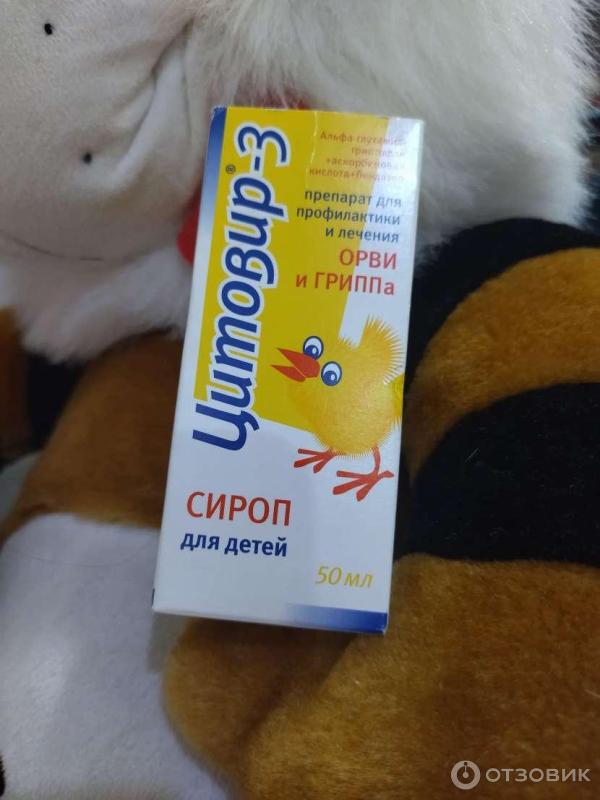 Альфа-глутамил-
триптофан
+аскорбиновая
кислота+бендазол
препарат для
профилактики
и лечения
ОРВИ
и ГРИППа
Цитовир®-3
СИРОП
для детей
50 мл
ОТЗОВИК